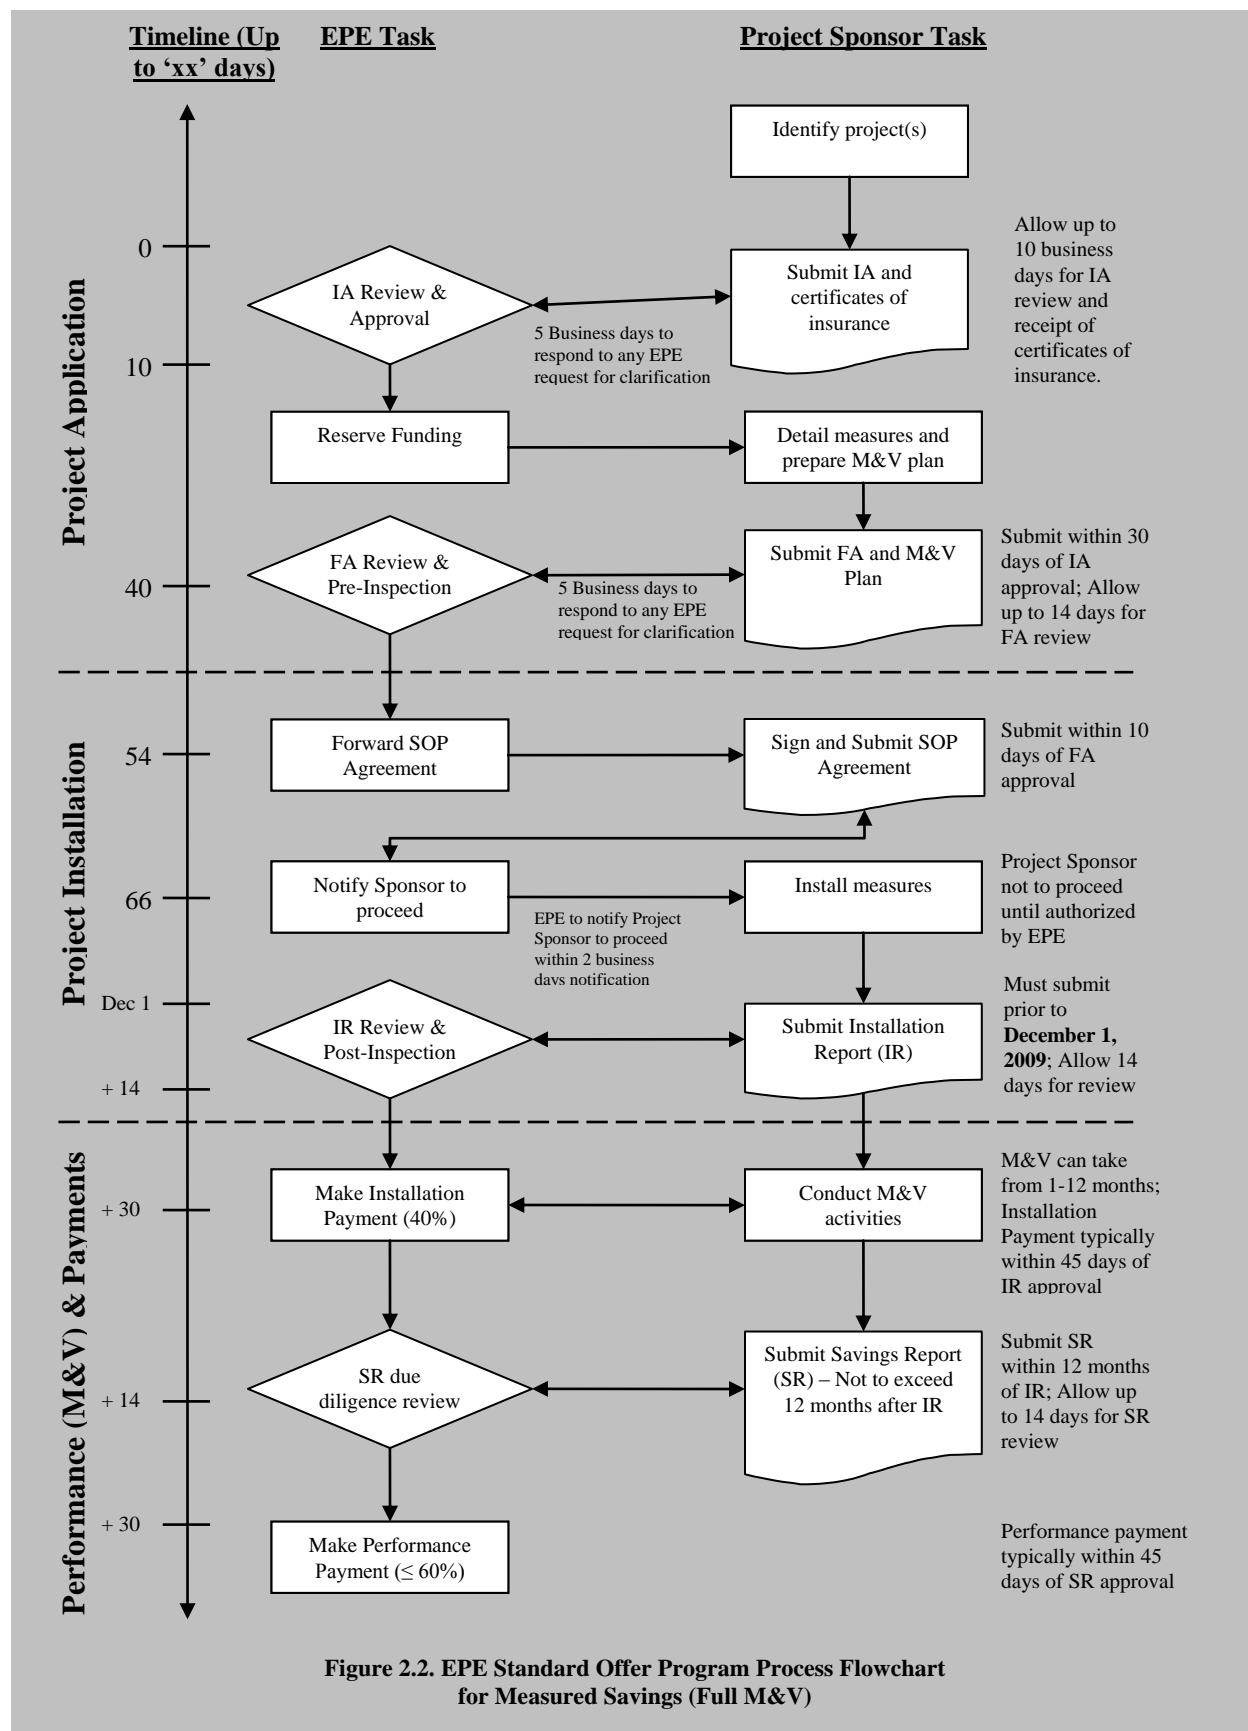 Timeline (Up
to ‘xx’ days)
EPE Task
Project Sponsor Task
Project Application
Identify project(s)
0
IA Review &
Approval
5 Business days to
respond to any EPE
request for clarification
Submit IA and
certificates of
insurance
Allow up to
10 business
days for IA
review and
receipt of
certificates of
insurance.
10
Reserve Funding
Detail measures and
prepare M&V plan
40
FA Review &
Pre-Inspection
5 Business days to
respond to any EPE
request for clarification
Submit FA and M&V
Plan
Submit within 30
days of IA
approval; Allow
up to 14 days for
FA review
Project Installation
54
Forward SOP
Agreement
Sign and Submit SOP
Agreement
Submit within 10
days of FA
approval
66
Notify Sponsor to
proceed
EPE to notify Project
Sponsor to proceed
within 2 business
days notification
Install measures
Project Sponsor
not to proceed
until authorized
by EPE
Dec 1
IR Review &
Post-Inspection
Submit Installation
Report (IR)
Must submit
prior to
December 1,
2009; Allow 14
days for review
+ 14
Performance (M&V) & Payments
+ 30
Make Installation
Payment (40%)
Conduct M&V
activities
M&V can take
from 1-12 months;
Installation
Payment typically
within 45 days of
IR approval
+ 14
SR due
diligence review
Submit Savings Report
(SR) – Not to exceed
12 months after IR
Submit SR
within 12 months
of IR; Allow up
to 14 days for SR
review
+ 30
Make Performance
Payment (≤ 60%)
Performance payment
typically within 45
days of SR approval
Figure 2.2. EPE Standard Offer Program Process Flowchart
for Measured Savings (Full M&V)